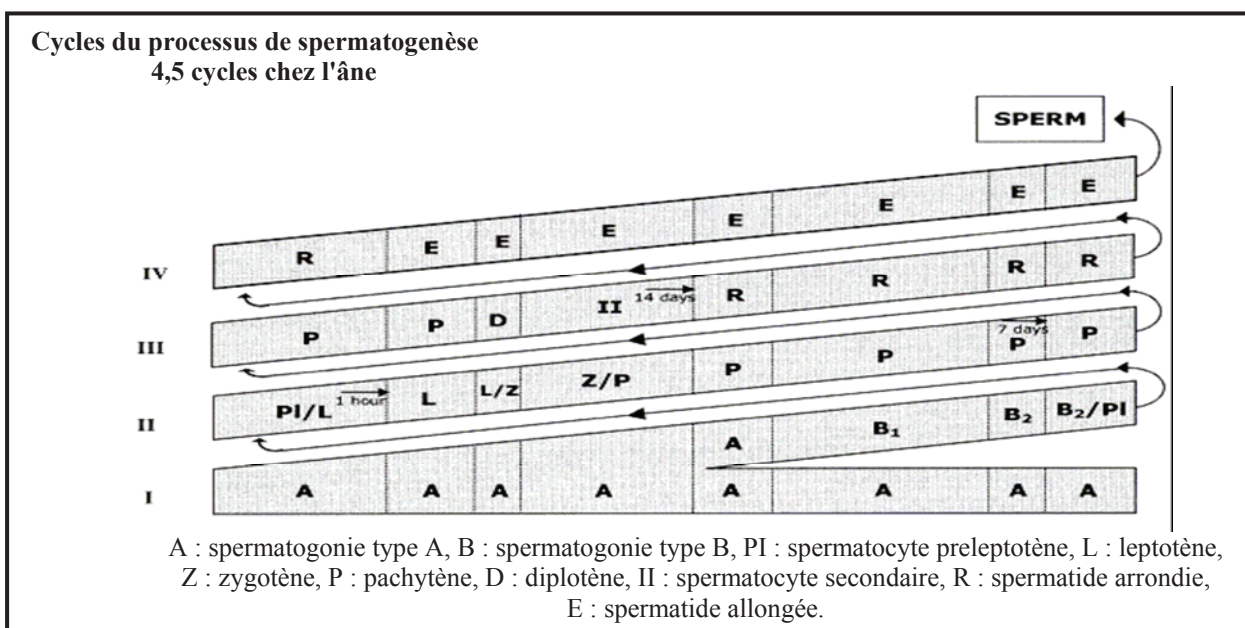 Cycles du processus de spermatogenèse
4,5 cycles chez l'âne
SPERM
IV
R E E E E E E E
III
P P D II 14 days R R R R
II
Pl/L 1 hour L L/Z Z/P P P 7 days P P
A B₁ B₂ B₂/Pl
I
A A A A A A A A
A : spermatogonie type A, B : spermatogonie type B, PI : spermatocyte preleptotène, L : leptotène,
Z : zygotène, P : pachytène, D : diplotène, II : spermatocyte secondaire, R : spermatide arrondie,
E : spermatide allongée.